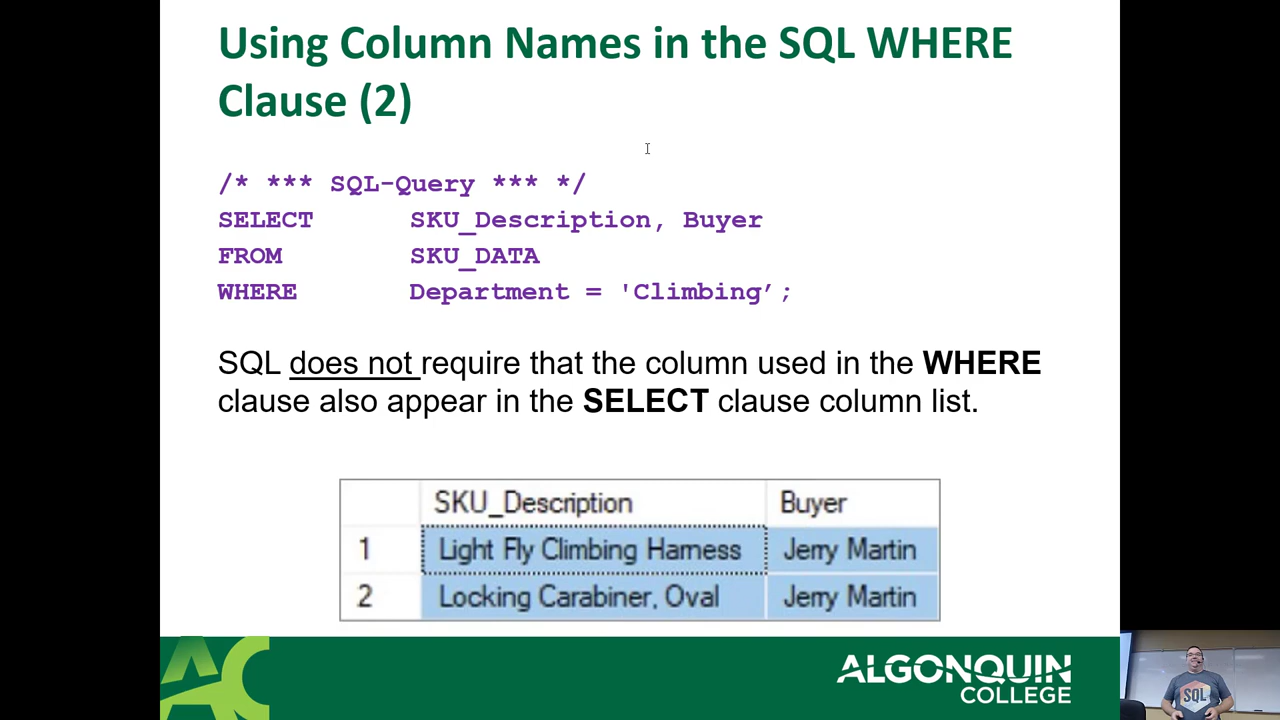 Using Column Names in the SQL WHERE
Clause (2)
/* *** SQL-Query *** */
SELECT SKU_Description, Buyer
FROM SKU_DATA
WHERE Department = 'Climbing’;
SQL does not require that the column used in the WHERE
clause also appear in the SELECT clause column list.
SKU_Description Buyer
1 Light Fly Climbing Harness Jerry Martin
2 Locking Carabiner, Oval Jerry Martin
AC
ALGONQUIN
COLLEGE
SQL